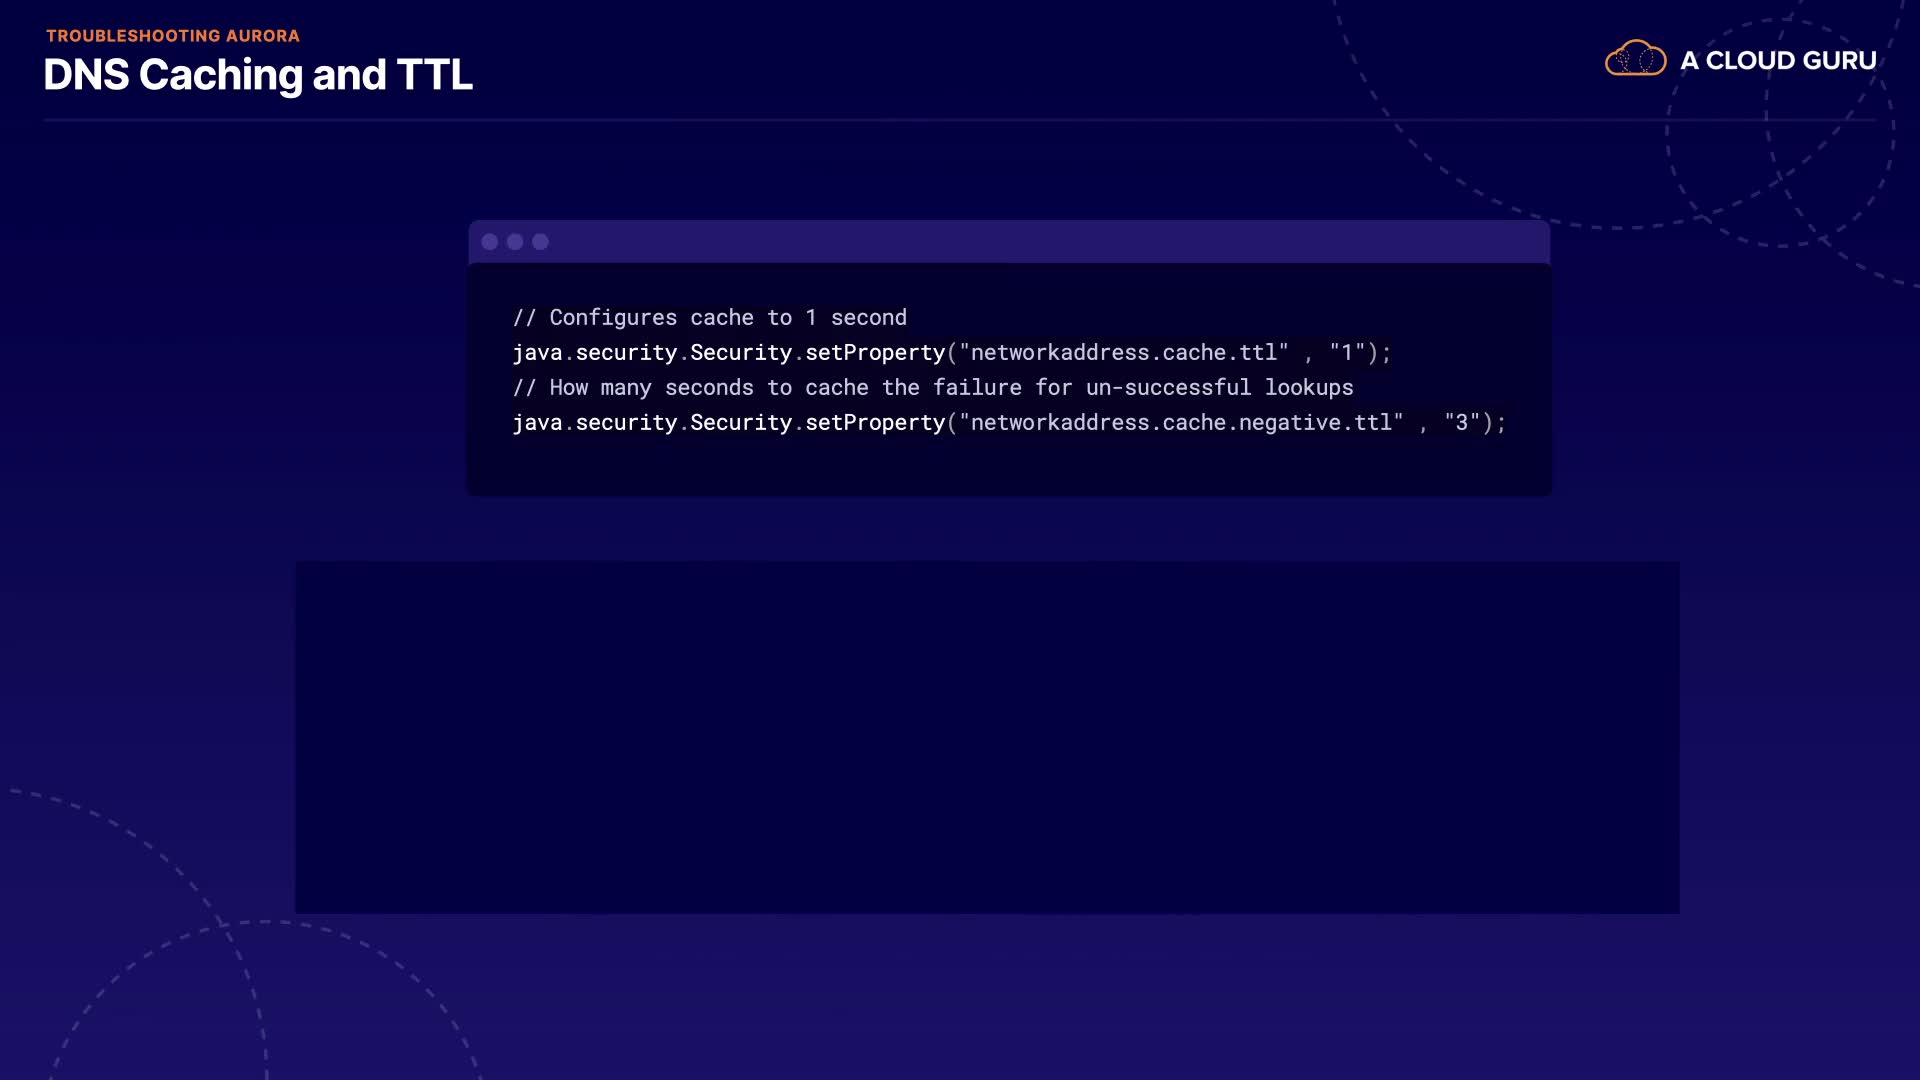 TROUBLESHOOTING AURORA
DNS Caching and TTL
A CLOUD GURU
// Configures cache to 1 second
java.security.Security.setProperty("networkaddress.cache.ttl" , "1");
// How many seconds to cache the failure for un-successful lookups
java.security.Security.setProperty("networkaddress.cache.negative.ttl" , "3");